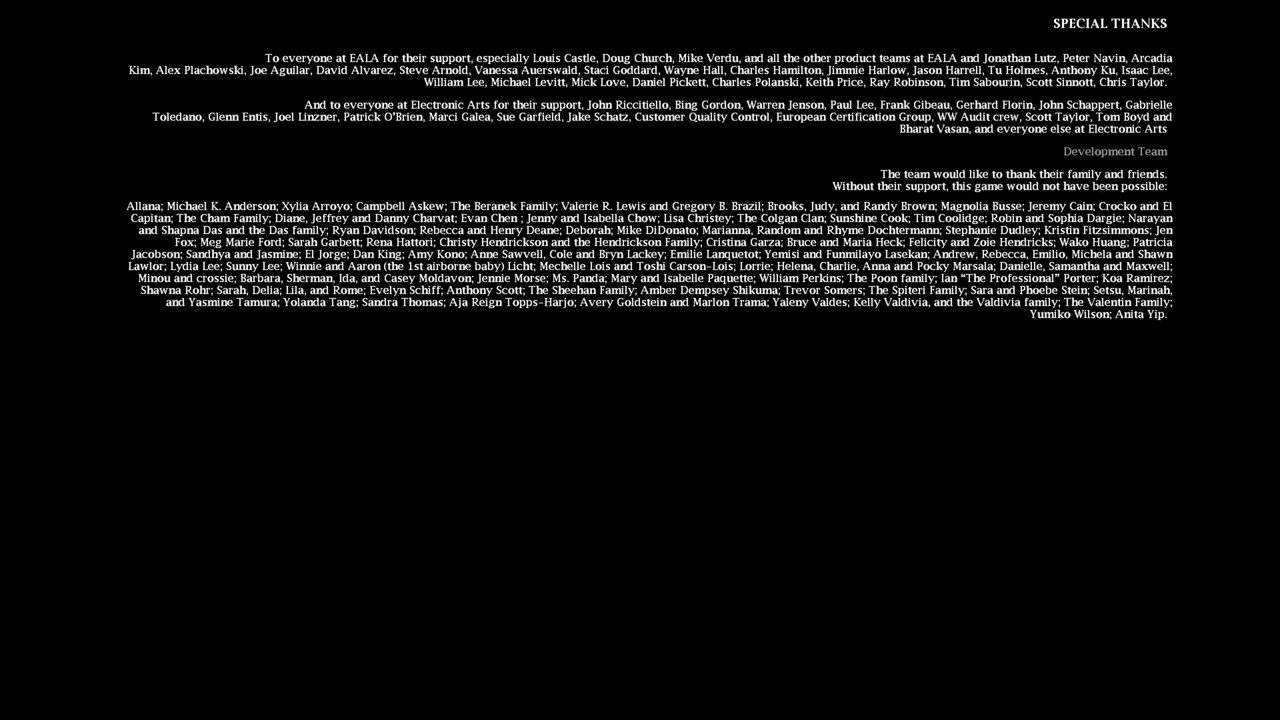 SPECIAL THANKS
To everyone at EALA for their support, especially Louis Castle, Doug Church, Mike Verdu, and all the other product teams at EALA and Jonathan Lutz, Peter Navin, Arcadia
Kim, Alex Plachowski, Joe Aguilar, David Alvarez, Steve Arnold, Vanessa Auerswald, Staci Goddard, Wayne Hall, Charles Hamilton, Jimmie Harlow, Jason Harrell, Tu Holmes, Anthony Ku, Isaac Lee,
William Lee, Michael Levitt, Mick Love, Daniel Pickett, Charles Polanski, Keith Price, Ray Robinson, Tim Sabourin, Scott Sinnott, Chris Taylor.
And to everyone at Electronic Arts for their support, John Riccitiello, Bing Gordon, Warren Jenson, Paul Lee, Frank Gibeau, Gerhard Florin, John Schappert, Gabrielle
Toledano, Glenn Entis, Joel Linzner, Patrick O'Brien, Marci Galea, Sue Garfield, Jake Schatz, Customer Quality Control, European Certification Group, WW Audit crew, Scott Taylor, Tom Boyd and
Bharat Vasan, and everyone else at Electronic Arts
Development Team
The team would like to thank their family and friends.
Without their support, this game would not have been possible:
Allana; Michael K. Anderson; Xylia Arroyo; Campbell Askew; The Beranek Family; Valerie R. Lewis and Gregory B. Brazil; Brooks, Judy, and Randy Brown; Magnolia Busse; Jeremy Cain; Crocko and El
Capitan; The Cham Family; Diane, Jeffrey and Danny Charvat; Evan Chen ; Jenny and Isabella Chow; Lisa Christey; The Colgan Clan; Sunshine Cook; Tim Coolidge; Robin and Sophia Dargie; Narayan
and Shapna Das and the Das family; Ryan Davidson; Rebecca and Henry Deane; Deborah; Mike DiDonato; Marianna, Random and Rhyme Dochtermann; Stephanie Dudley; Kristin Fitzsimmons; Jen
Fox; Meg Marie Ford; Sarah Garbett; Rena Hattori; Christy Hendrickson and the Hendrickson Family; Cristina Garza; Bruce and Maria Heck; Felicity and Zoie Hendricks; Wako Huang; Patricia
Jacobson; Sandhya and Jasmine; El Jorge; Dan King; Amy Kono; Anne Sawvell, Cole and Bryn Lackey; Emilie Lanquetot; Yemisi and Funmilayo Lasekan; Andrew, Rebecca, Emilio, Michela and Shawn
Lawlor; Lydia Lee; Sunny Lee; Winnie and Aaron (the 1st airborne baby) Licht; Mechelle Lois and Toshi Carson-Lois; Lorrie; Helena, Charlie, Anna and Pocky Marsala; Danielle, Samantha and Maxwell;
Minou and crossie; Barbara, Sherman, Ida, and Casey Moldavon; Jennie Morse; Ms. Panda; Mary and Isabelle Paquette; William Perkins; The Poon family; Ian “The Professional” Porter; Koa Ramirez;
Shawna Rohr; Sarah, Delia; Lila, and Rome; Evelyn Schiff; Anthony Scott; The Sheehan Family; Amber Dempsey Shikuma; Trevor Somers; The Spiteri Family; Sara and Phoebe Stein; Setsu, Marinah,
and Yasmine Tamura; Yolanda Tang; Sandra Thomas; Aja Reign Topps-Harjo; Avery Goldstein and Marlon Trama; Yaleny Valdes; Kelly Valdivia, and the Valdivia family; The Valentin Family;
Yumiko Wilson; Anita Yip.